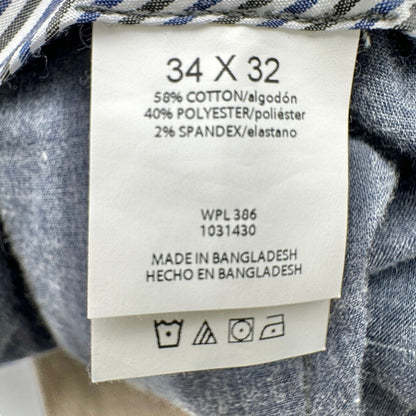 34 X 32
58% COTTON/algodón
40% POLYESTER/poliéster
2% SPANDEX/elastano
WPL 386
1031430
MADE IN BANGLADESH
HECHO EN BANGLADESH